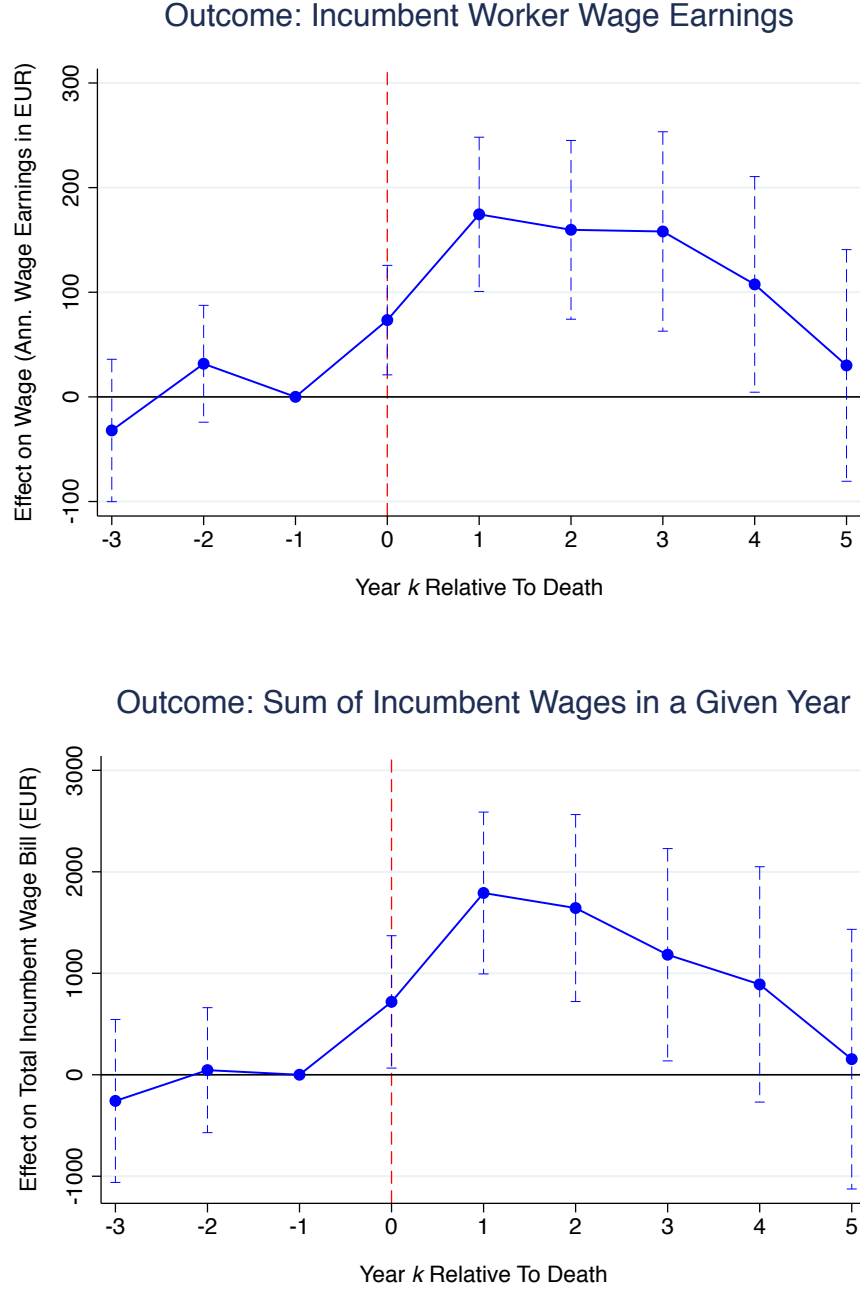 Outcome: Incumbent Worker Wage Earnings
Effect on Wage (Ann. Wage Earnings in EUR)
300
200
100
0
-100
-3 -2 -1 0 1 2 3 4 5
Year k Relative To Death
Outcome: Sum of Incumbent Wages in a Given Year
Effect on Total Incumbent Wage Bill (EUR)
3000
2000
1000
0
-1000
-3 -2 -1 0 1 2 3 4 5
Year k Relative To Death